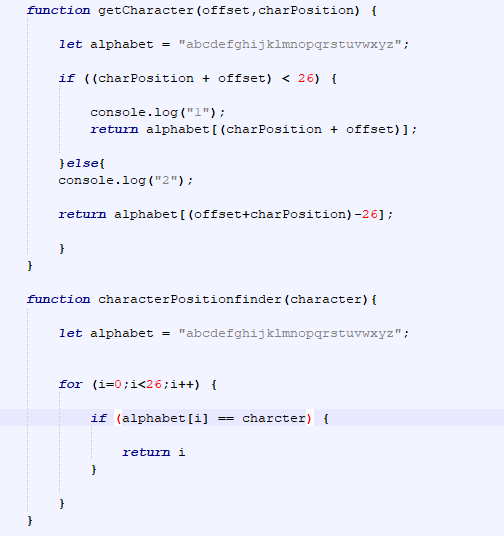 function getCharacter(offset,charPosition) {
let alphabet = "abcdefghijklmnopqrstuvwxyz";
if ((charPosition + offset) < 26) {
console.log("1");
return alphabet[(charPosition + offset)];
}else{
console.log("2");
return alphabet[(offset+charPosition)-26];
}
}
function characterPositionfinder(character){
let alphabet = "abcdefghijklmnopqrstuvwxyz";
for (i=0;i<26;i++) {
if (alphabet[i] == charcter) {
return i
}
}
}